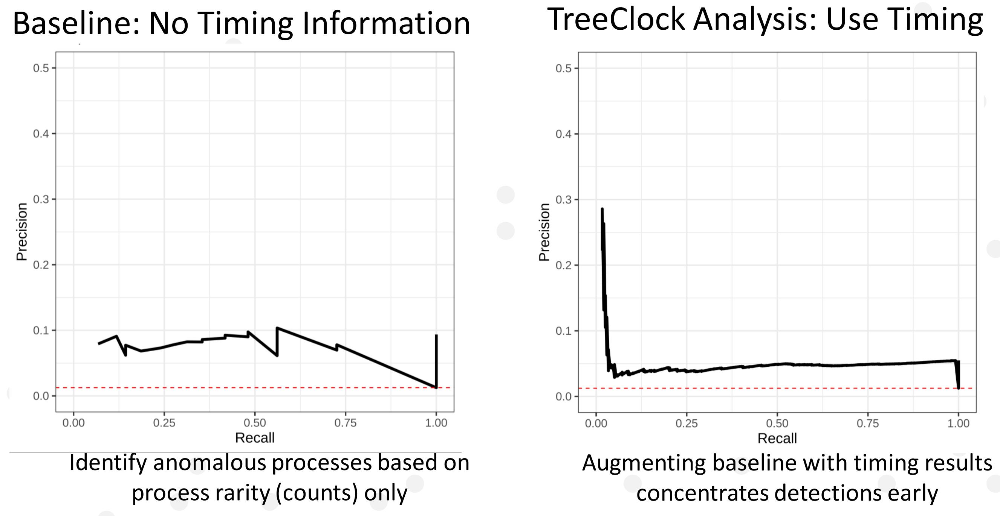 Baseline: No Timing Information
0.5
0.4
0.3
0.2
0.1
0.0
Precision
0.00 0.25 0.50 0.75 1.00
Recall
Identify anomalous processes based on
process rarity (counts) only
TreeClock Analysis: Use Timing
0.5
0.4
0.3
0.2
0.1
0.0
Precision
0.00 0.25 0.50 0.75 1.00
Recall
Augmenting baseline with timing results
concentrates detections early